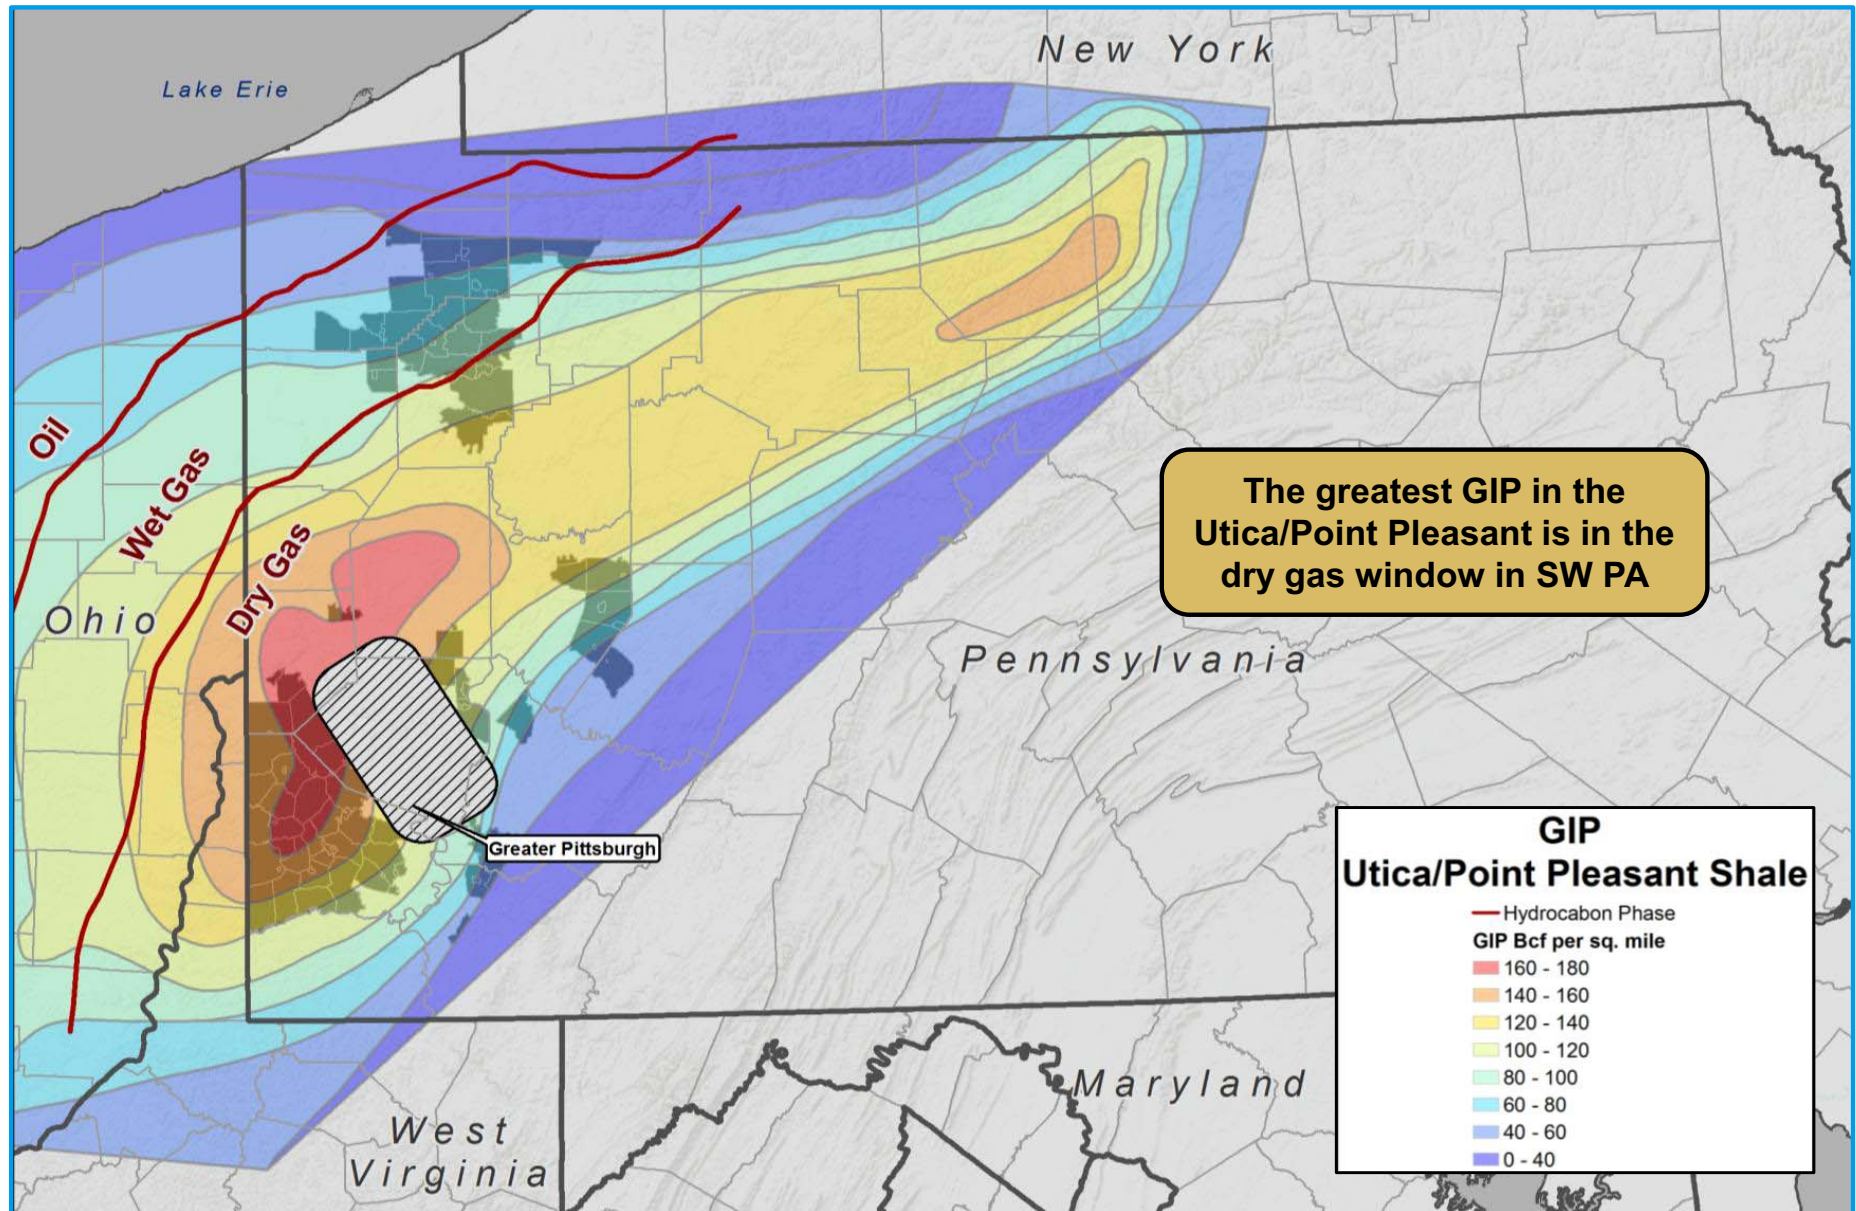 New York
Lake Erie
Oil
Wet Gas
Dry Gas
Ohio
The greatest GIP in the
Utica/Point Pleasant is in the
dry gas window in SW PA
Pennsylvania
Greater Pittsburgh
GIP
Utica/Point Pleasant Shale
Hydrocabon Phase
GIP Bcf per sq. mile
160 - 180
140 - 160
120 - 140
100 - 120
80 - 100
60 - 80
40 - 60
0 - 40
Maryland
West
Virginia